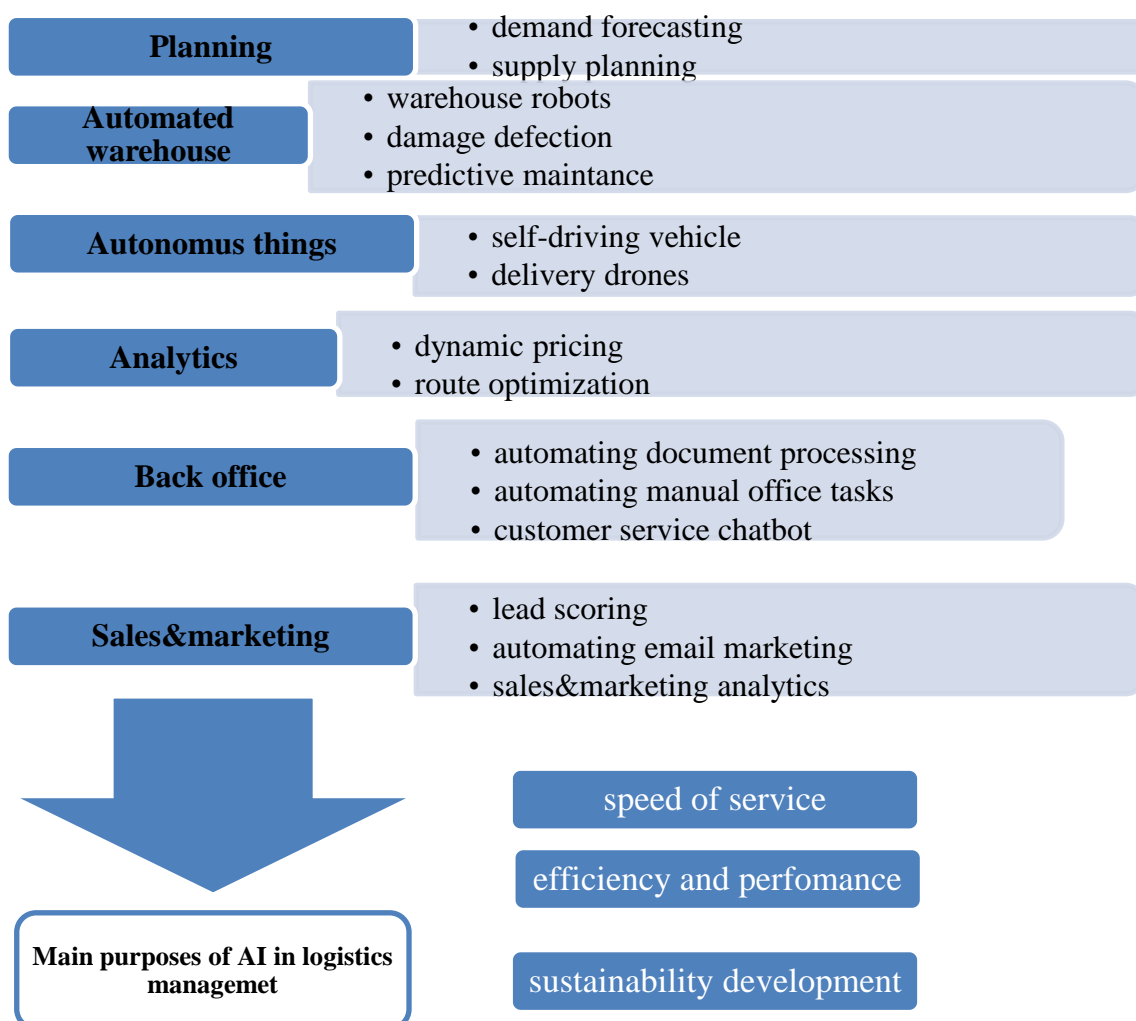 Planning
• demand forecasting
• supply planning
Automated
warehouse
• warehouse robots
• damage defection
• predictive maintance
Autonomus things
• self-driving vehicle
• delivery drones
Analytics
• dynamic pricing
• route optimization
Back office
• automating document processing
• automating manual office tasks
• customer service chatbot
Sales&marketing
• lead scoring
• automating email marketing
• sales&marketing analytics
speed of service
efficiency and perfomance
Main purposes of AI in logistics
managemet
sustainability development